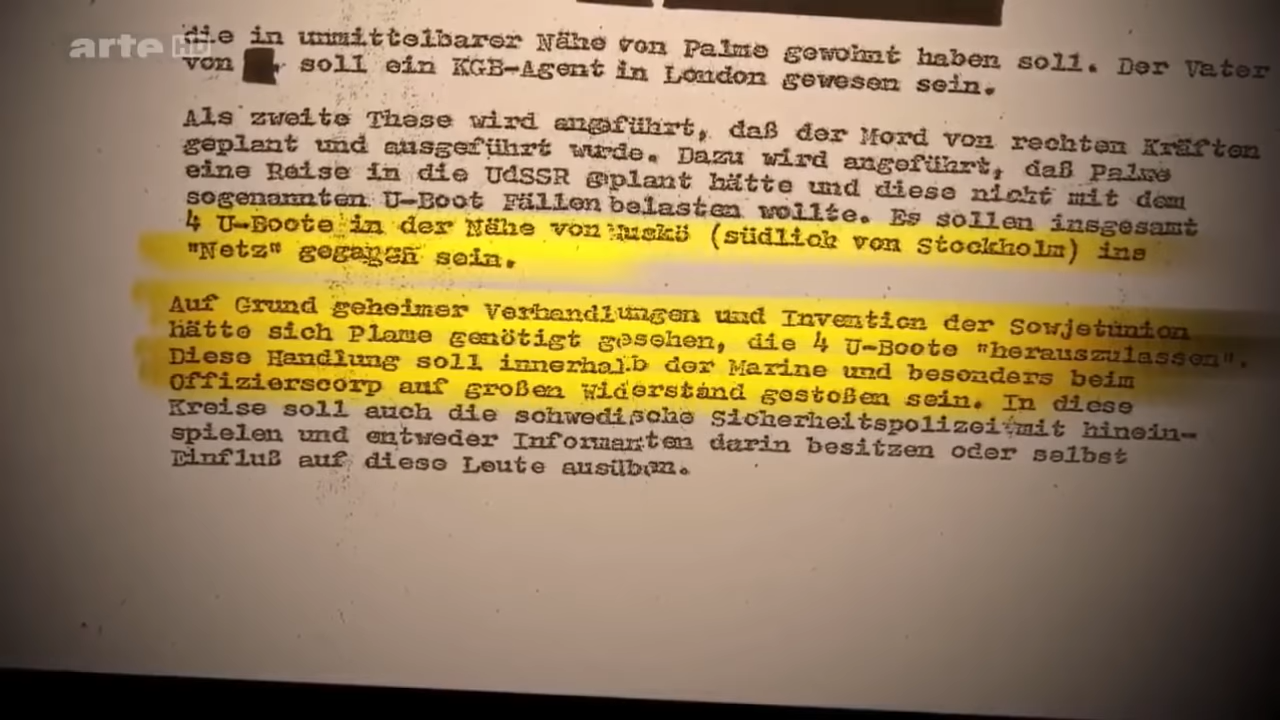 arte HD
die in unmittelbarer Nähe von Palme gewohnt haben soll. Der Vater
von , soll ein KGB-Agent in London gewesen sein.
Als zweite These wird angeführt, daß der Mord von rechten Kräften
geplant und ausgeführt wurde. Dazu wird angeführt, daß Palme
eine Reise in die UdSSR geplant hätte und diese nicht mit dem
sogenannten U-Boot Fällen belasten wollte. Es sollen insgesamt
4 U-Boote in der Nähe von Muskö (südlich von Stockholm) ins
"Netz" gegagen sein.
Auf Grund geheimer Verhandlungen und Invention der Sowjetunion
hätte sich Plame genötigt gesehen, die 4 U-Boote "herauszulassen".
Diese Handlung soll innerhalb der Marine und besonders beim
Offizierscorp auf großen Widerstand gestoßen sein. In diese
Kreise soll auch die schwedische Sicherheitspolizei mit hinein-
spielen und entweder Informanten darin besitzen oder selbst
Einfluß auf diese Leute ausüben.